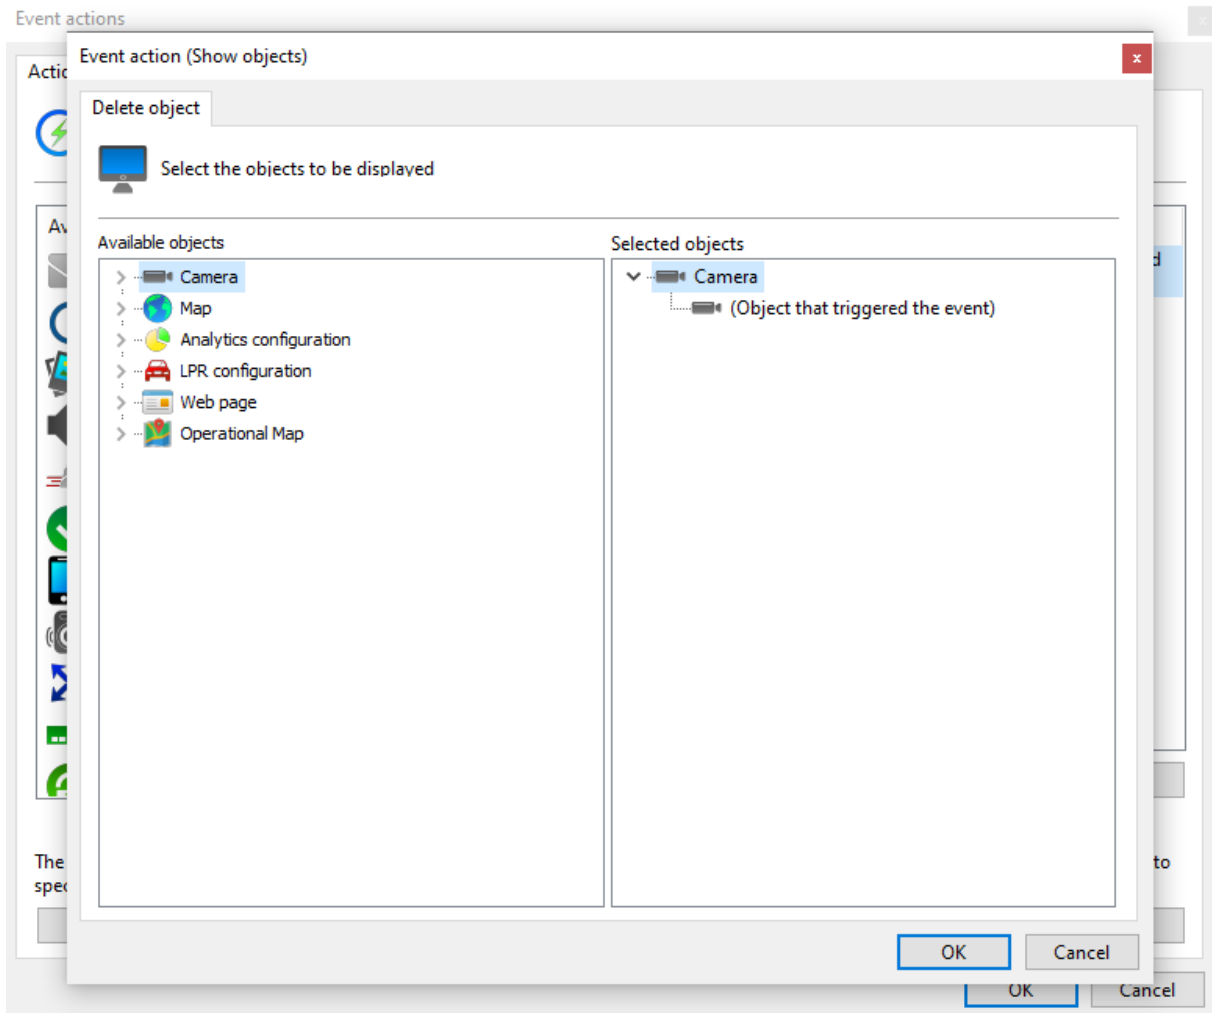 Event actions
Event action (Show objects)
Delete object
Select the objects to be displayed
Available objects
Camera
Map
Analytics configuration
LPR configuration
Web page
Operational Map
Selected objects
Camera
(Object that triggered the event)
The
to
OK
Cancel
OK
Cancel